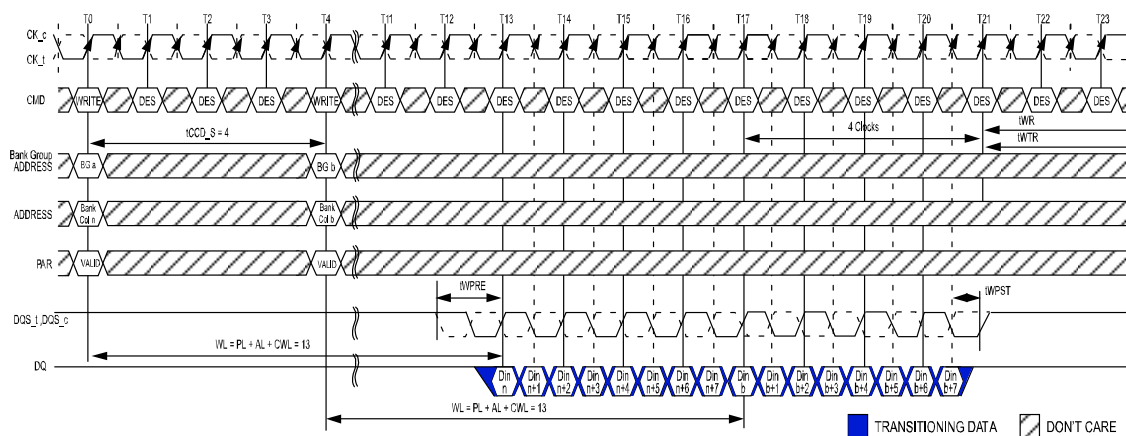 T0 T1 T2 T3 T4 T11 T12 T13 T14 T15 T16 T17 T18 T19 T20 T21 T22 T23
CK_c
CK_t
CMD WRITE DES DES DES WRITE DES DES DES DES DES DES DES DES DES DES DES DES DES
tWR
tCCD_S = 4
4 Clocks
tWTR
Bank Group
ADDRESS
BG a
BG b
ADDRESS
Bank
Col n
Bank
Col b
PAR VALID VALID
tWPRE
tWPST
DQS_t ,DQS_c
WL = PL + AL + CWL = 13
DQ
Din Din Din Din Din Din Din Din Din Din Din Din Din Din Din Din
n n+1 n+2 n+3 n+4 n+5 n+6 n+7 b b+1 b+2 b+3 b+4 b+5 b+6 b+7
WL = PL + AL + CWL = 13
TRANSITIONING DATA
DON'T CARE